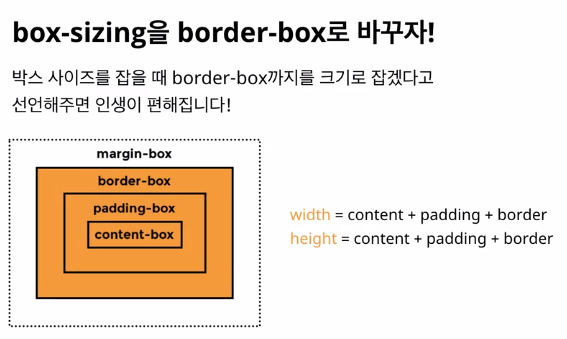 box-sizing을 border-box로 바꾸자!
박스 사이즈를 잡을 때 border-box까지를 크기로 잡겠다고
선언해주면 인생이 편해집니다!
margin-box
border-box
padding-box
content-box
width = content + padding + border
height = content + padding + border